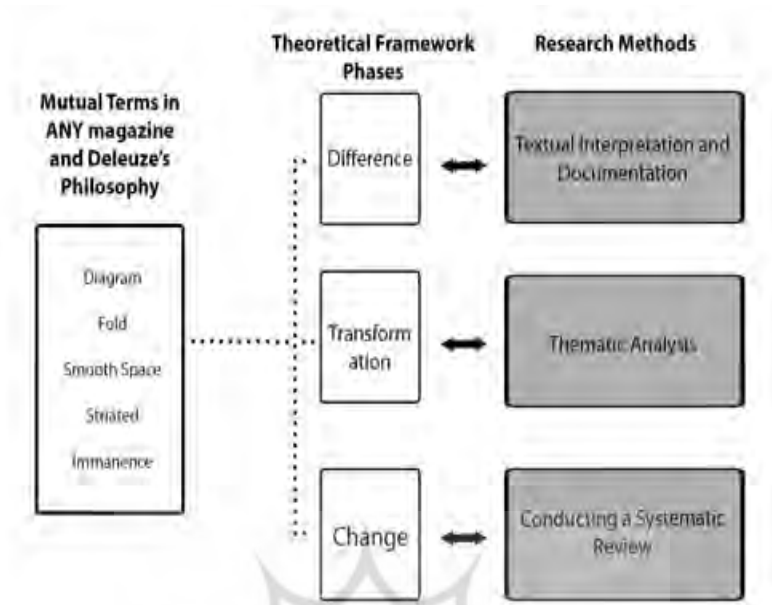 Theoretical Framework
Phases
Research Methods
Mutual Terms in
ANY magazine
and Deleuze's
Philosophy
Diagram
Fold
Smooth Space
Striated
Immanence
Difference
Textual Interpretation and
Documentation
Transform
ation
Thematic Analysis
Change
Conducting a Systematic
Review